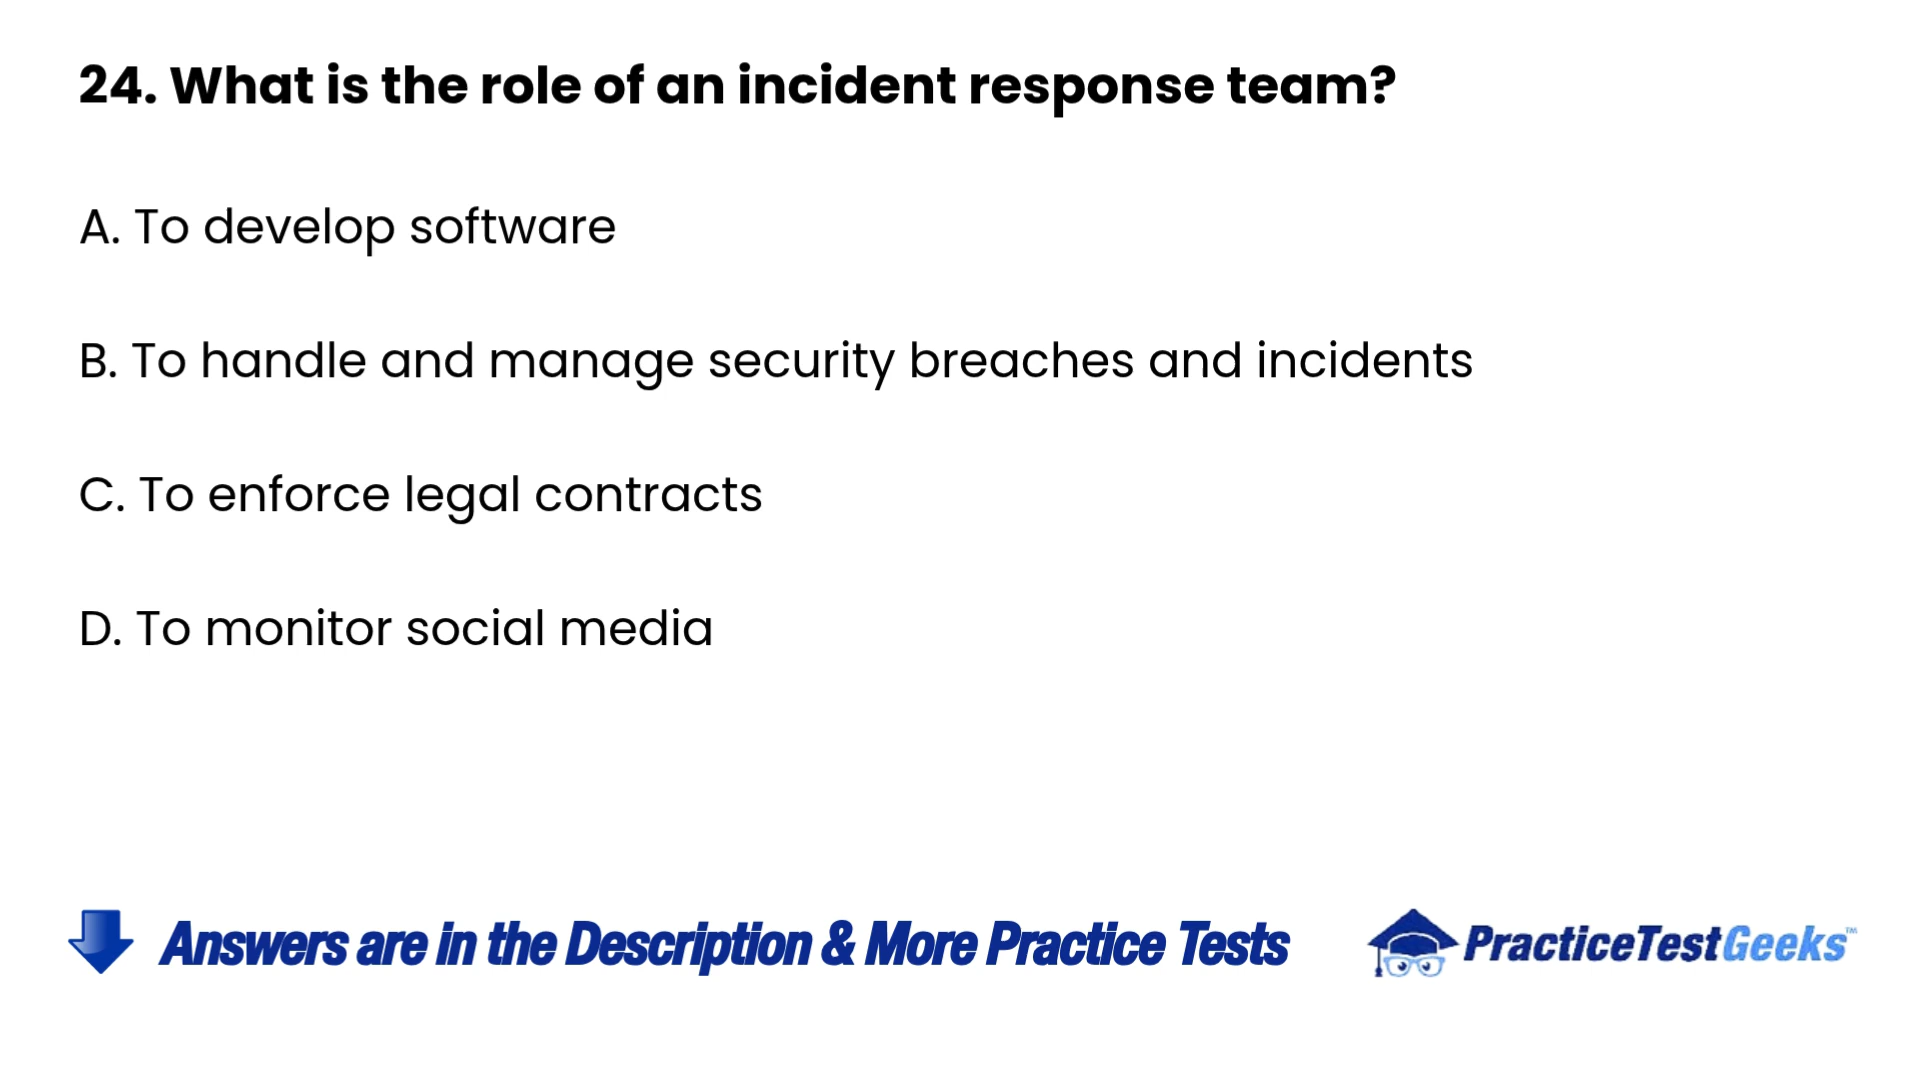 24. What is the role of an incident response team?
A. To develop software
B. To handle and manage security breaches and incidents
C. To enforce legal contracts
D. To monitor social media
Answers are in the Description & More Practice Tests
PracticeTestGeeks™